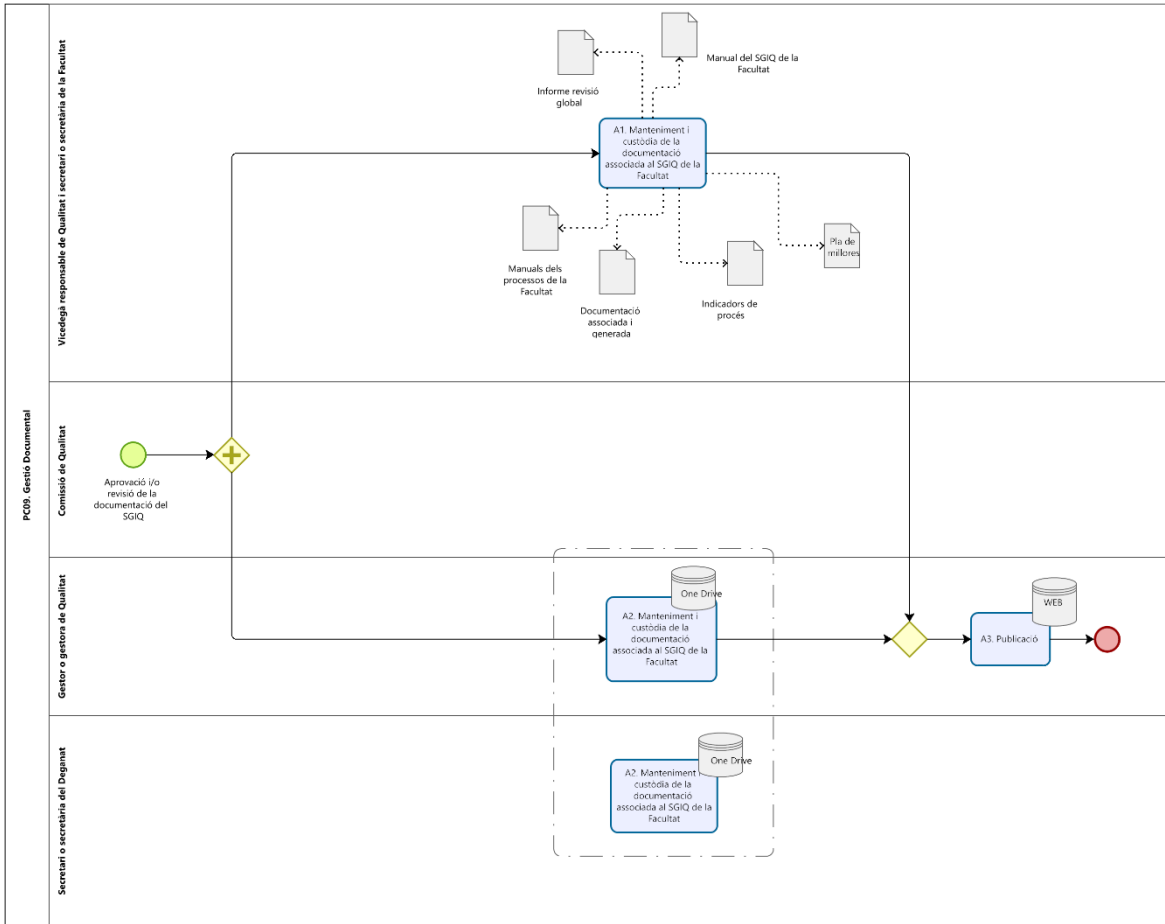 PC09. Gestió Documental
Vicedegà responsable de Qualitat i secretari o secretària de la Facultat
Informe revisió
global
Manual del SGIQ de la
Facultat
A1. Manteniment i
custòdia de la
documentació
associada al SGIQ de la
Facultat
Manuals dels
processos de la
Facultat
Documentació
associada i
generada
Indicadors de
procés
Pla de
millores
Comissió de Qualitat
Aprovació i/o
revisió de la
documentació del
SGIQ
Gestor o gestora de Qualitat
One Drive
A2. Manteniment i
custòdia de la
documentació
associada al SGIQ de la
Facultat
WEB
A3. Publicació
Secretari o secretària del Deganat
One Drive
A2. Manteniment i
custòdia de la
documentació
associada al SGIQ de la
Facultat